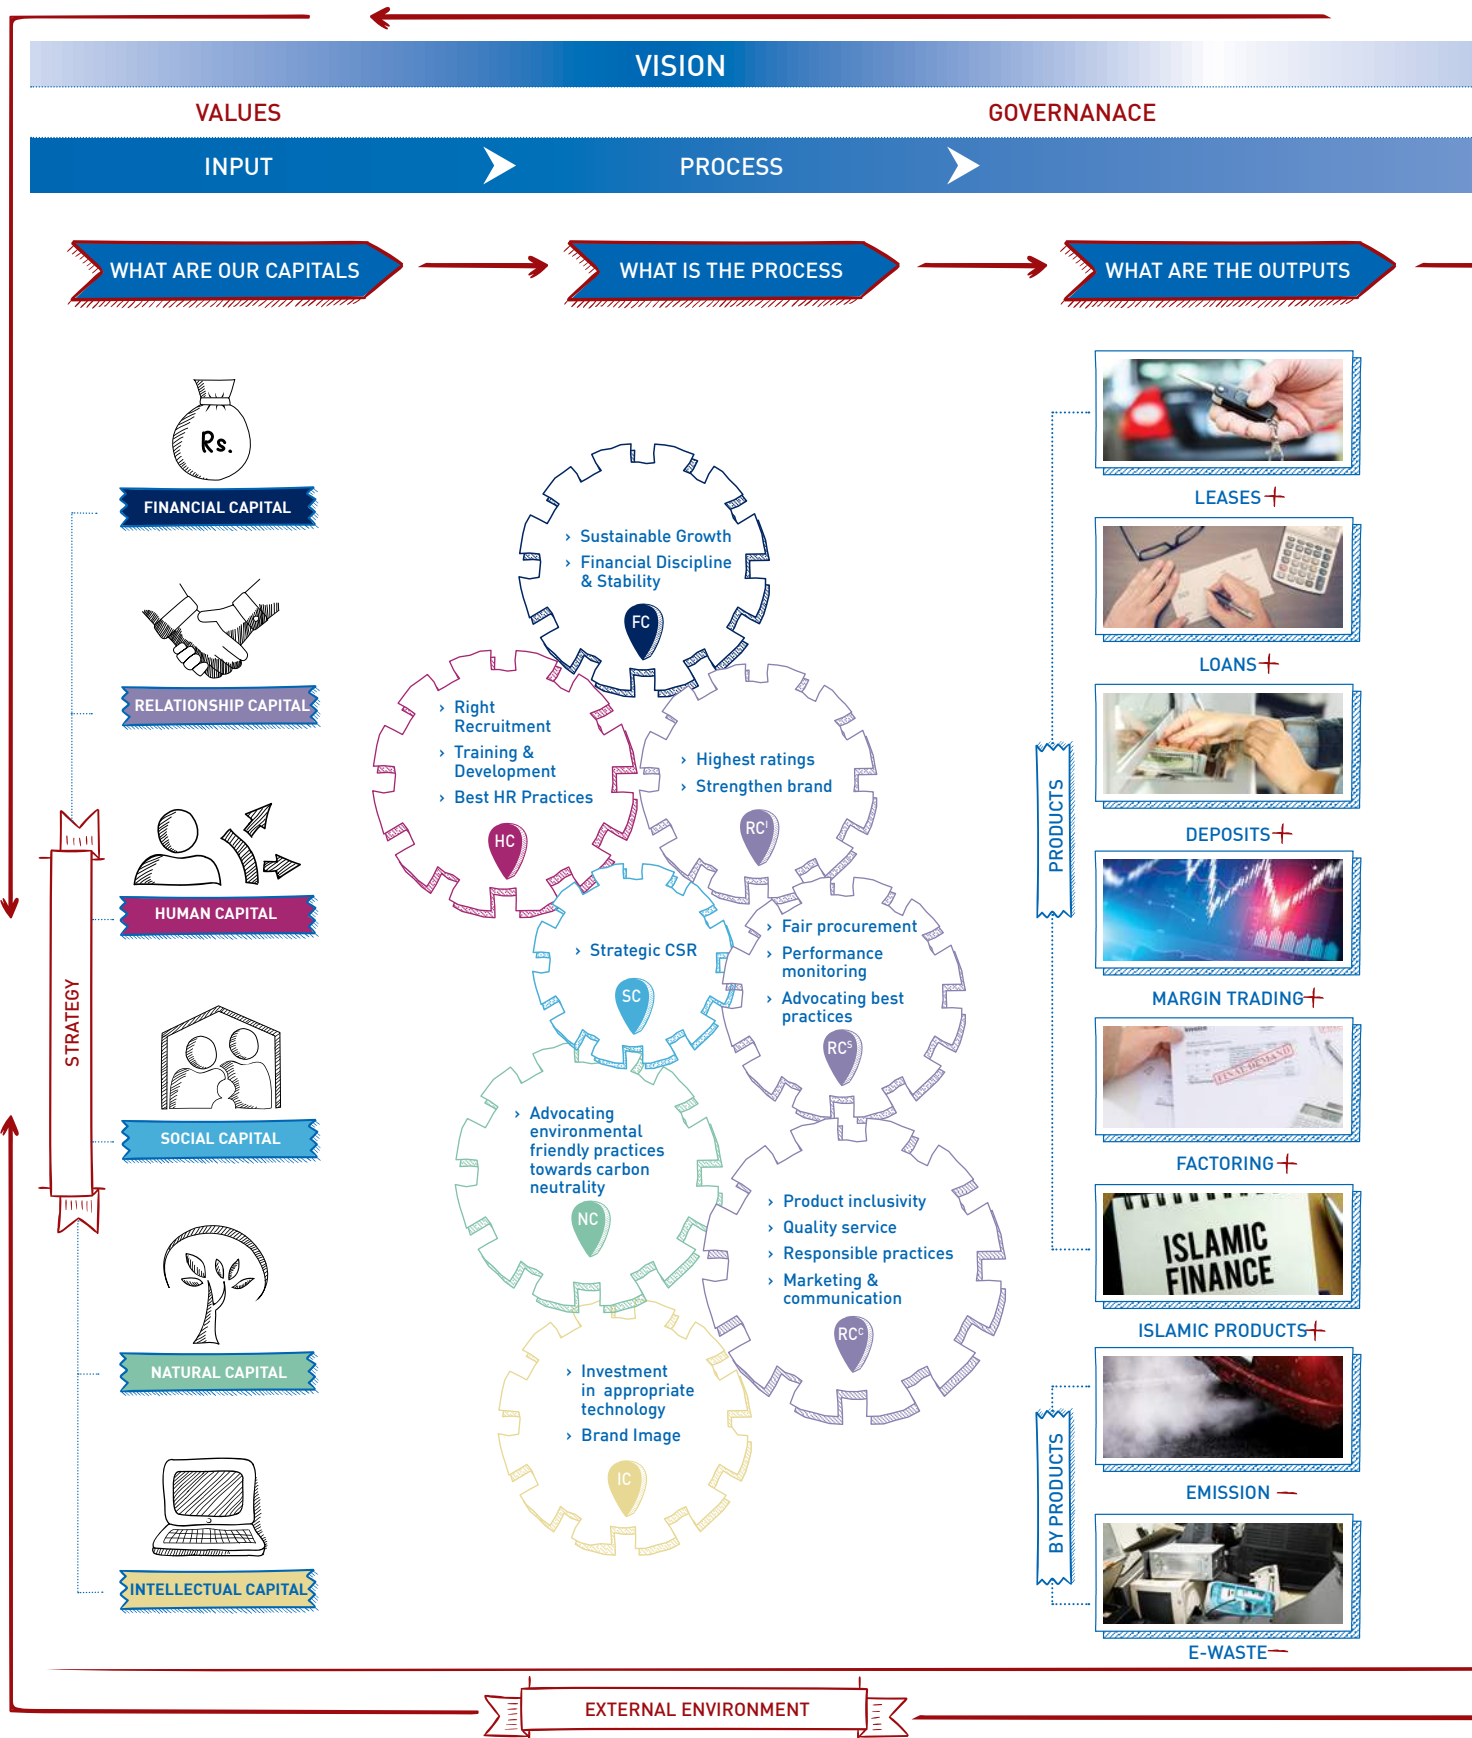 VISION
VALUES
GOVERNANACE
INPUT
PROCESS
WHAT ARE OUR CAPITALS
WHAT IS THE PROCESS
WHAT ARE THE OUTPUTS
STRATEGY
Rs.
FINANCIAL CAPITAL
RELATIONSHIP CAPITAL
HUMAN CAPITAL
SOCIAL CAPITAL
NATURAL CAPITAL
INTELLECTUAL CAPITAL
› Sustainable Growth
› Financial Discipline
& Stability
FC
› Right
Recruitment
› Training &
Development
› Best HR Practices
HC
› Highest ratings
› Strengthen brand
RC^I
› Strategic CSR
SC
› Fair procurement
› Performance
monitoring
› Advocating best
practices
RC^S
› Advocating
environmental
friendly practices
towards carbon
neutrality
NC
› Product inclusivity
› Quality service
› Responsible practices
› Marketing &
communication
RC^C
› Investment
in appropriate
technology
› Brand Image
IC
PRODUCTS
LEASES +
LOANS +
DEPOSITS +
MARGIN TRADING +
Invoice
FINAL DEMAND
FACTORING +
ISLAMIC
FINANCE
ISLAMIC PRODUCTS +
BY PRODUCTS
EMISSION —
E-WASTE —
EXTERNAL ENVIRONMENT